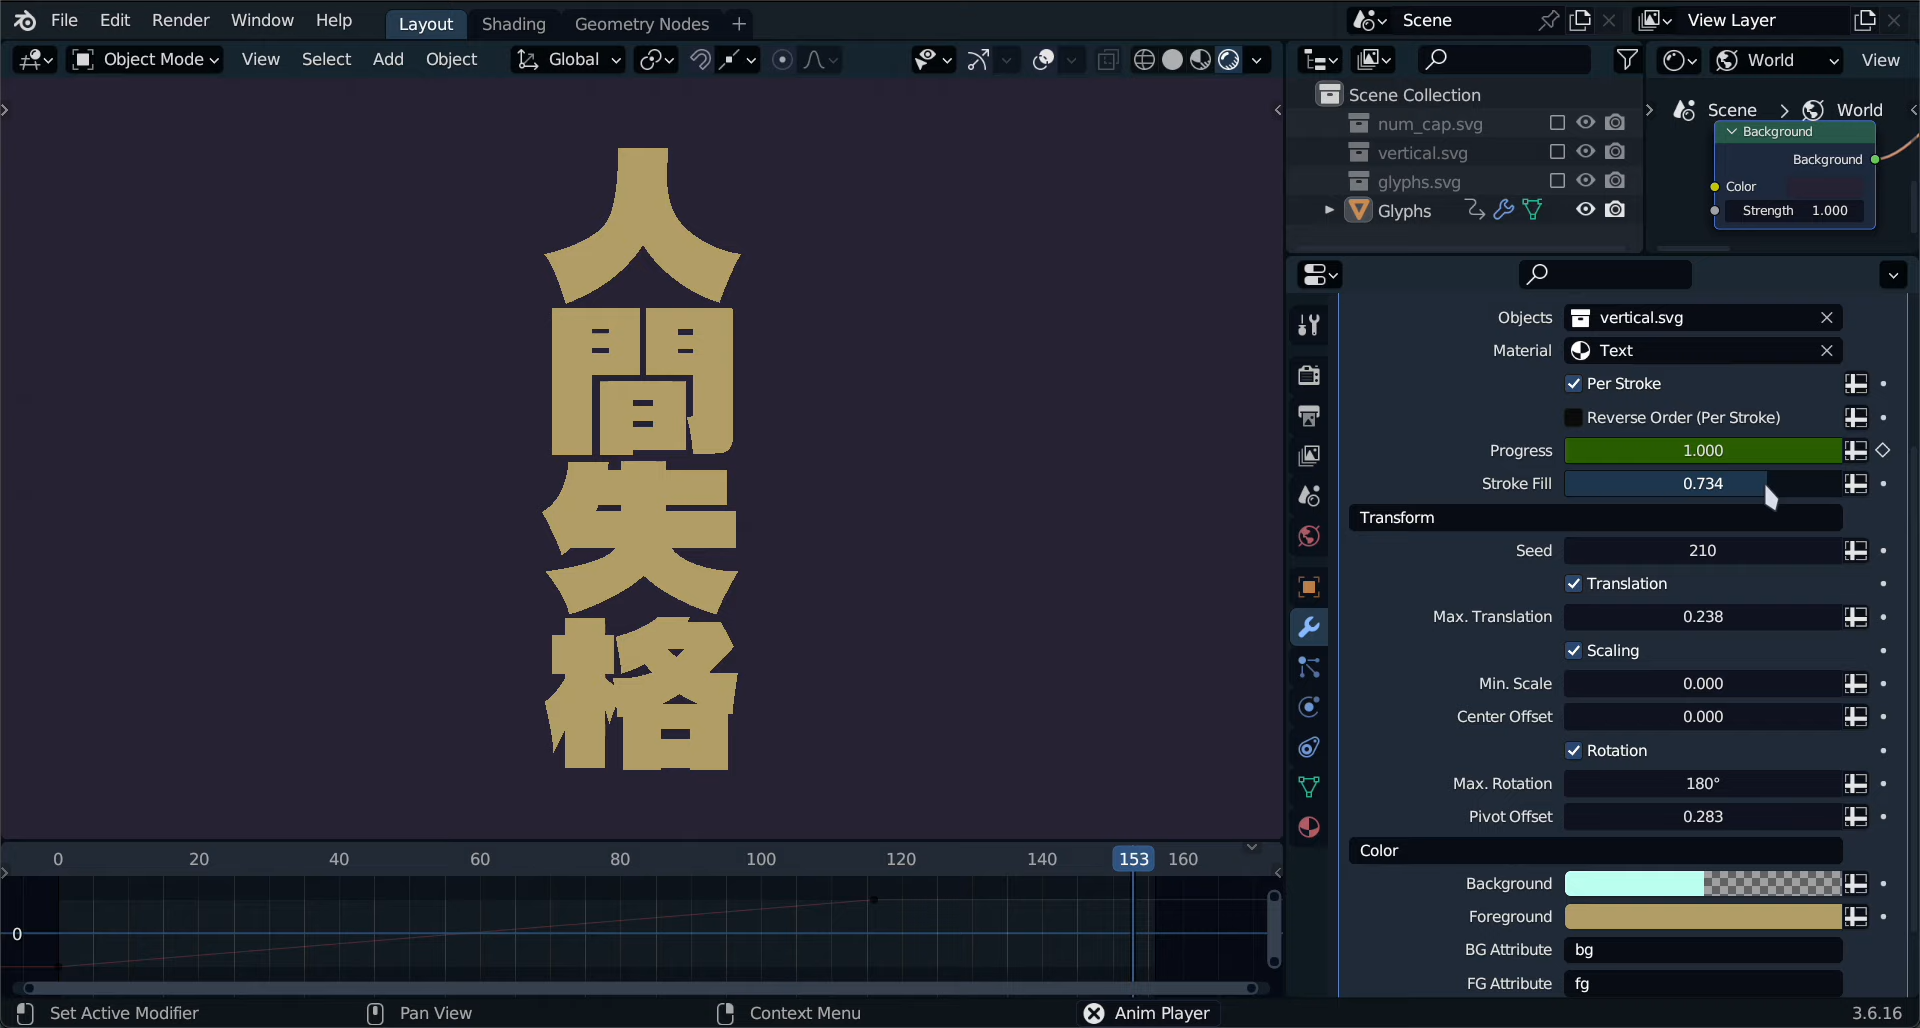 File Edit Render Window Help
Layout Shading Geometry Nodes +
Scene
View Layer
Object Mode View Select Add Object
Global
World View
Scene Collection
num_cap.svg
vertical.svg
glyphs.svg
Glyphs
Scene > World
Background
Background
Color
Strength 1.000
人
間
失
格
Objects vertical.svg
Material Text
Per Stroke
Reverse Order (Per Stroke)
Progress 1.000
Stroke Fill 0.734
Transform
Seed 210
Translation
Max. Translation 0.238
Scaling
Min. Scale 0.000
Center Offset 0.000
Rotation
Max. Rotation 180°
Pivot Offset 0.283
Color
Background
Foreground
BG Attribute bg
FG Attribute fg
0 20 40 60 80 100 120 140 153 160
0
Set Active Modifier Pan View Context Menu Anim Player 3.6.16